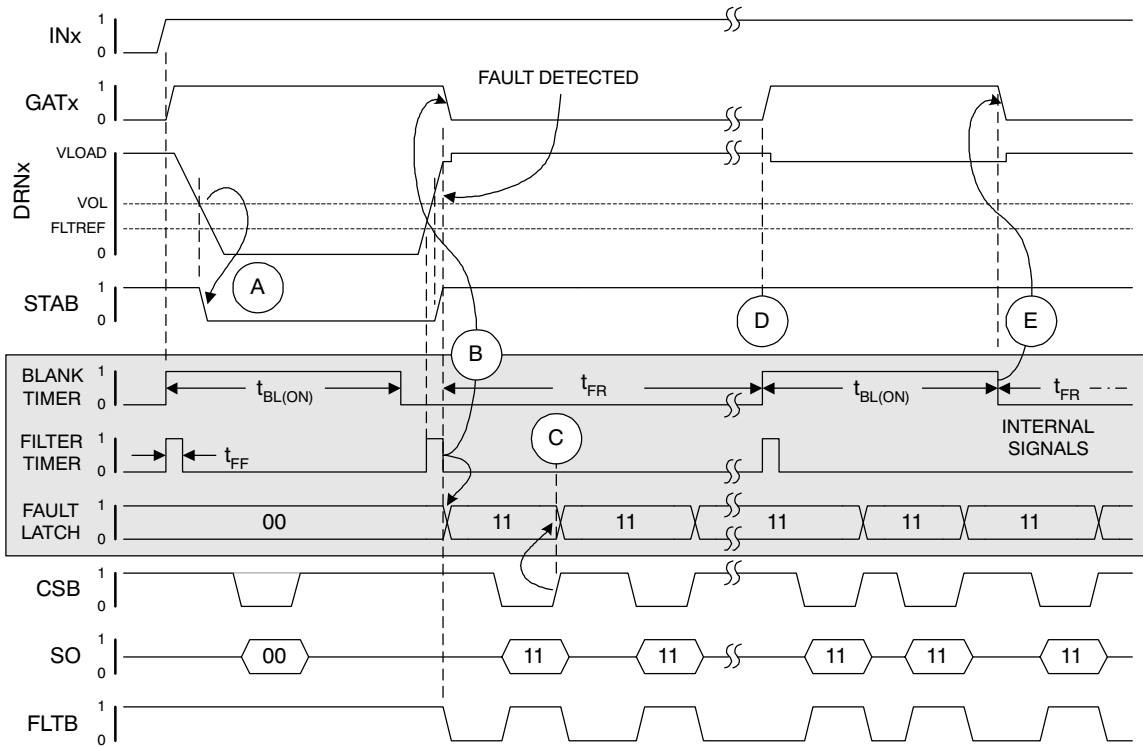 INx 1
0
FAULT DETECTED
GATx 1
0
DRNx
VLOAD
VOL
FLTREF
0
A
STAB 1
0
D
E
B
BLANK TIMER 1
0
tBL(ON)
tFR
tBL(ON)
tFR
C
INTERNAL SIGNALS
FILTER TIMER 1
0
tFF
FAULT LATCH 1
0
00 11 11 11 11 11
CSB 1
0
SO 1
0
00 11 11 11 11 11
FLTB 1
0